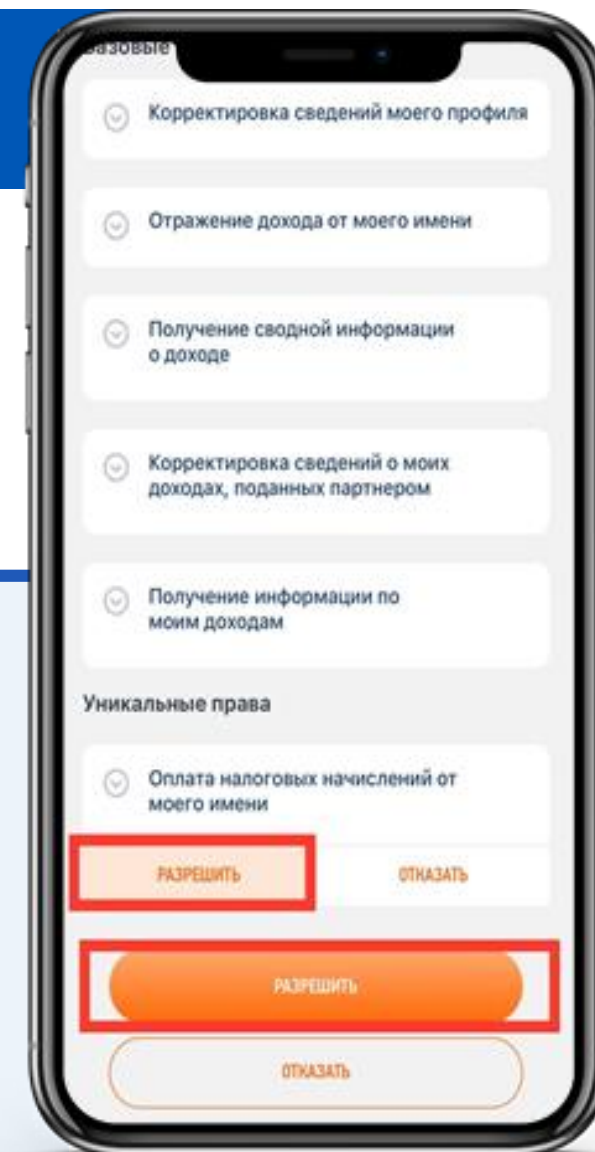 Базовые
Корректировка сведений моего профиля
Отражение дохода от моего имени
Получение сводной информации
о доходе
Корректировка сведений о моих
доходах, поданных партнером
Получение информации по
моим доходам
Уникальные права
Оплата налоговых начислений от
моего имени
РАЗРЕШИТЬ ОТКАЗАТЬ
РАЗРЕШИТЬ
ОТКАЗАТЬ